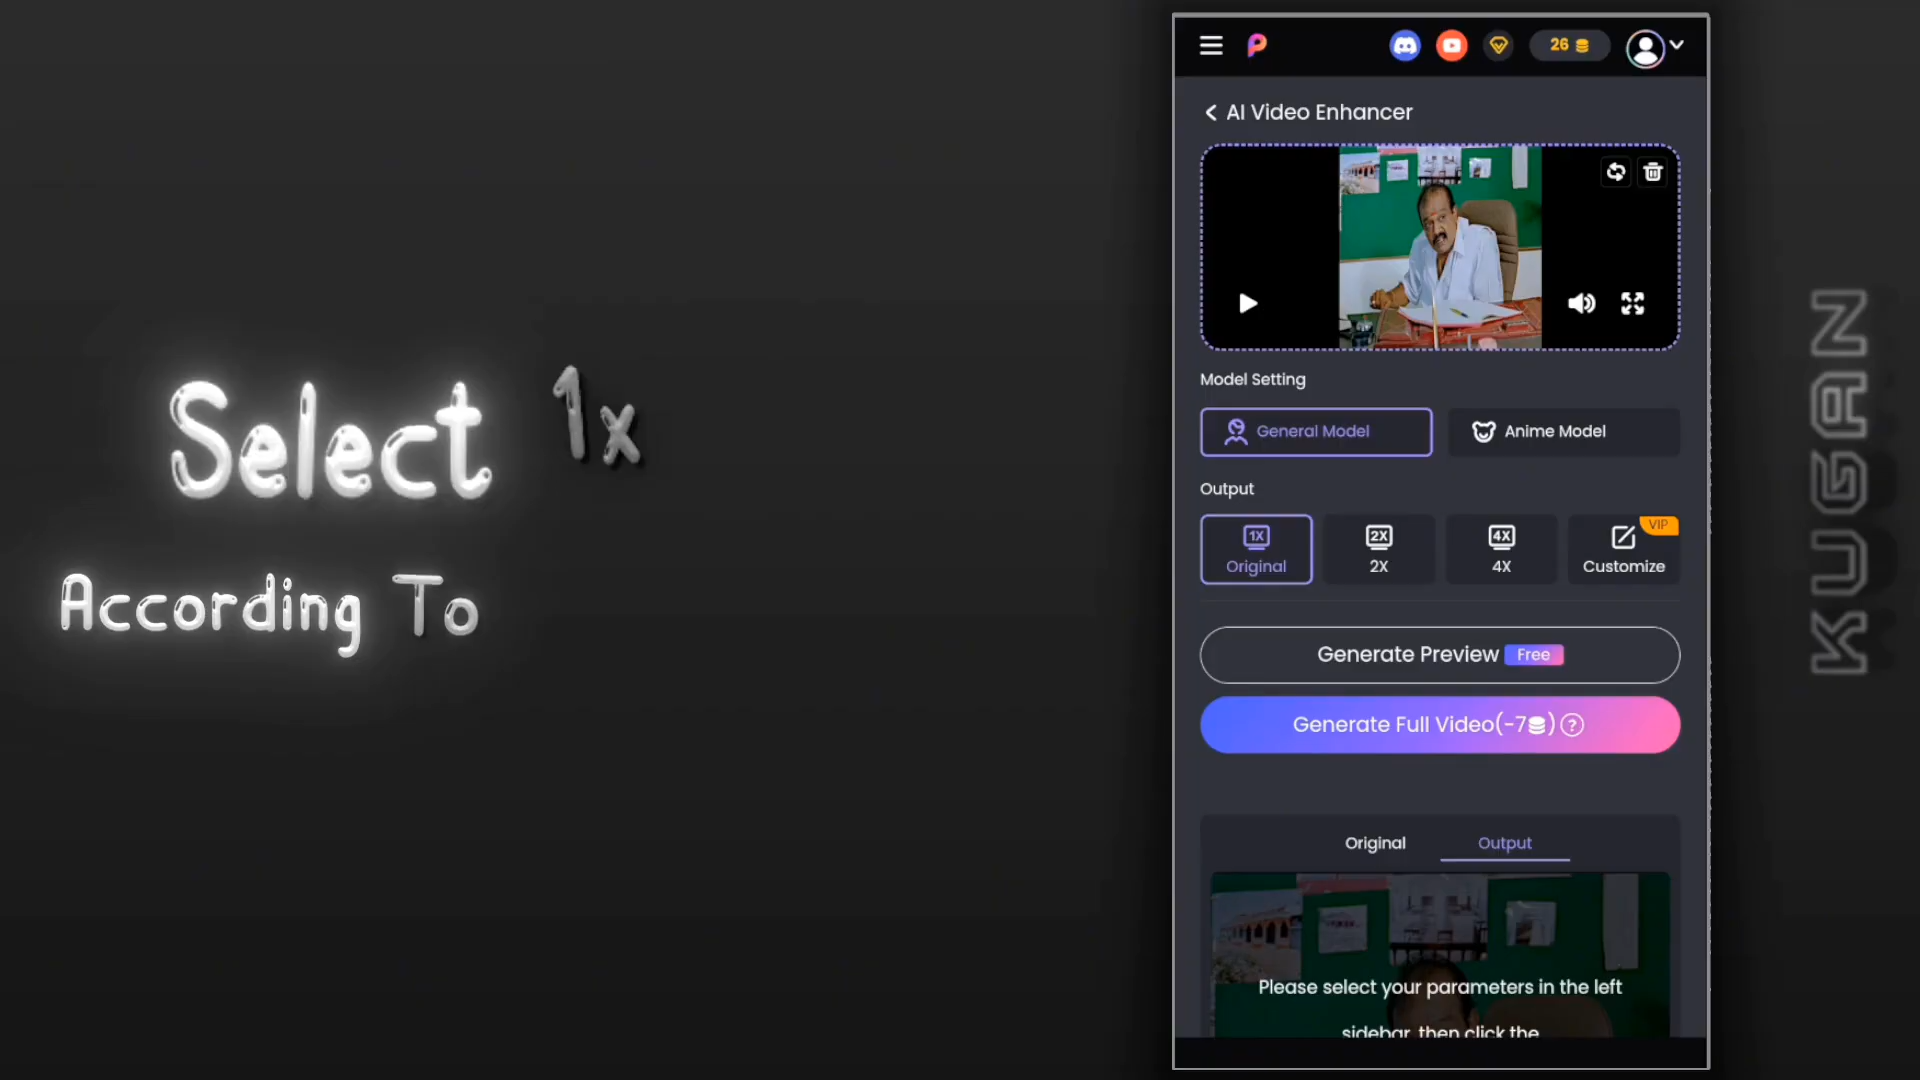 Select 1x
According To
26
AI Video Enhancer
Model Setting
General Model
Anime Model
Output
1X
Original
2X
2X
4X
4X
VIP
Customize
Generate Preview Free
Generate Full Video(-7)?
Original
Output
Please select your parameters in the left
sidebar, then click the
KUGAN